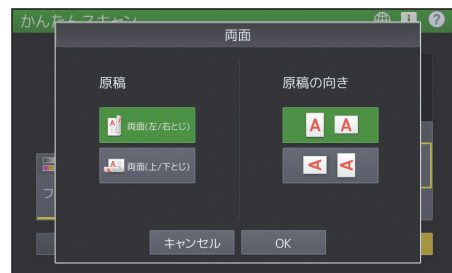 かんたんスキャン
両面
原稿
原稿の向き
両面(左/右とじ)
A A
両面(上/下とじ)
A A
フ
キャンセル
OK